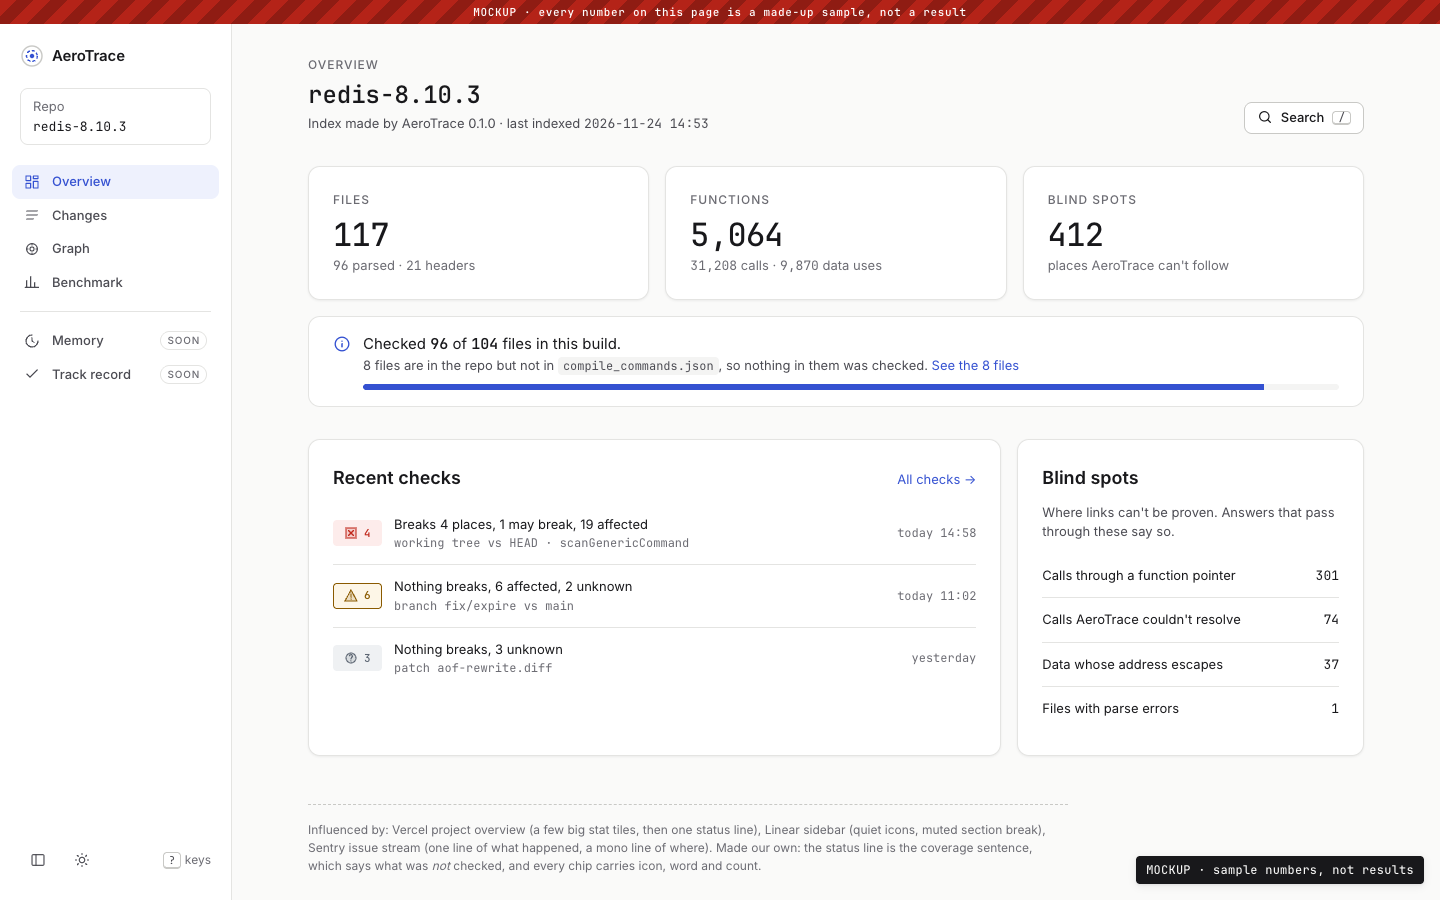 MOCKUP · every number on this page is a made-up sample, not a result
AeroTrace
Repo
redis-8.10.3
Overview
Changes
Graph
Benchmark
Memory SOON
Track record SOON
? keys
OVERVIEW
redis-8.10.3
Index made by AeroTrace 0.1.0 · last indexed 2026-11-24 14:53
Search /
FILES
117
96 parsed · 21 headers
FUNCTIONS
5,064
31,208 calls · 9,870 data uses
BLIND SPOTS
412
places AeroTrace can't follow
Checked 96 of 104 files in this build.
8 files are in the repo but not in compile_commands.json, so nothing in them was checked. See the 8 files
Recent checks
All checks →
4
Breaks 4 places, 1 may break, 19 affected
working tree vs HEAD · scanGenericCommand
today 14:58
6
Nothing breaks, 6 affected, 2 unknown
branch fix/expire vs main
today 11:02
3
Nothing breaks, 3 unknown
patch aof-rewrite.diff
yesterday
Blind spots
Where links can't be proven. Answers that pass
through these say so.
Calls through a function pointer 301
Calls AeroTrace couldn't resolve 74
Data whose address escapes 37
Files with parse errors 1
Influenced by: Vercel project overview (a few big stat tiles, then one status line), Linear sidebar (quiet icons, muted section break),
Sentry issue stream (one line of what happened, a mono line of where). Made our own: the status line is the coverage sentence,
which says what was not checked, and every chip carries icon, word and count.
MOCKUP · sample numbers, not results